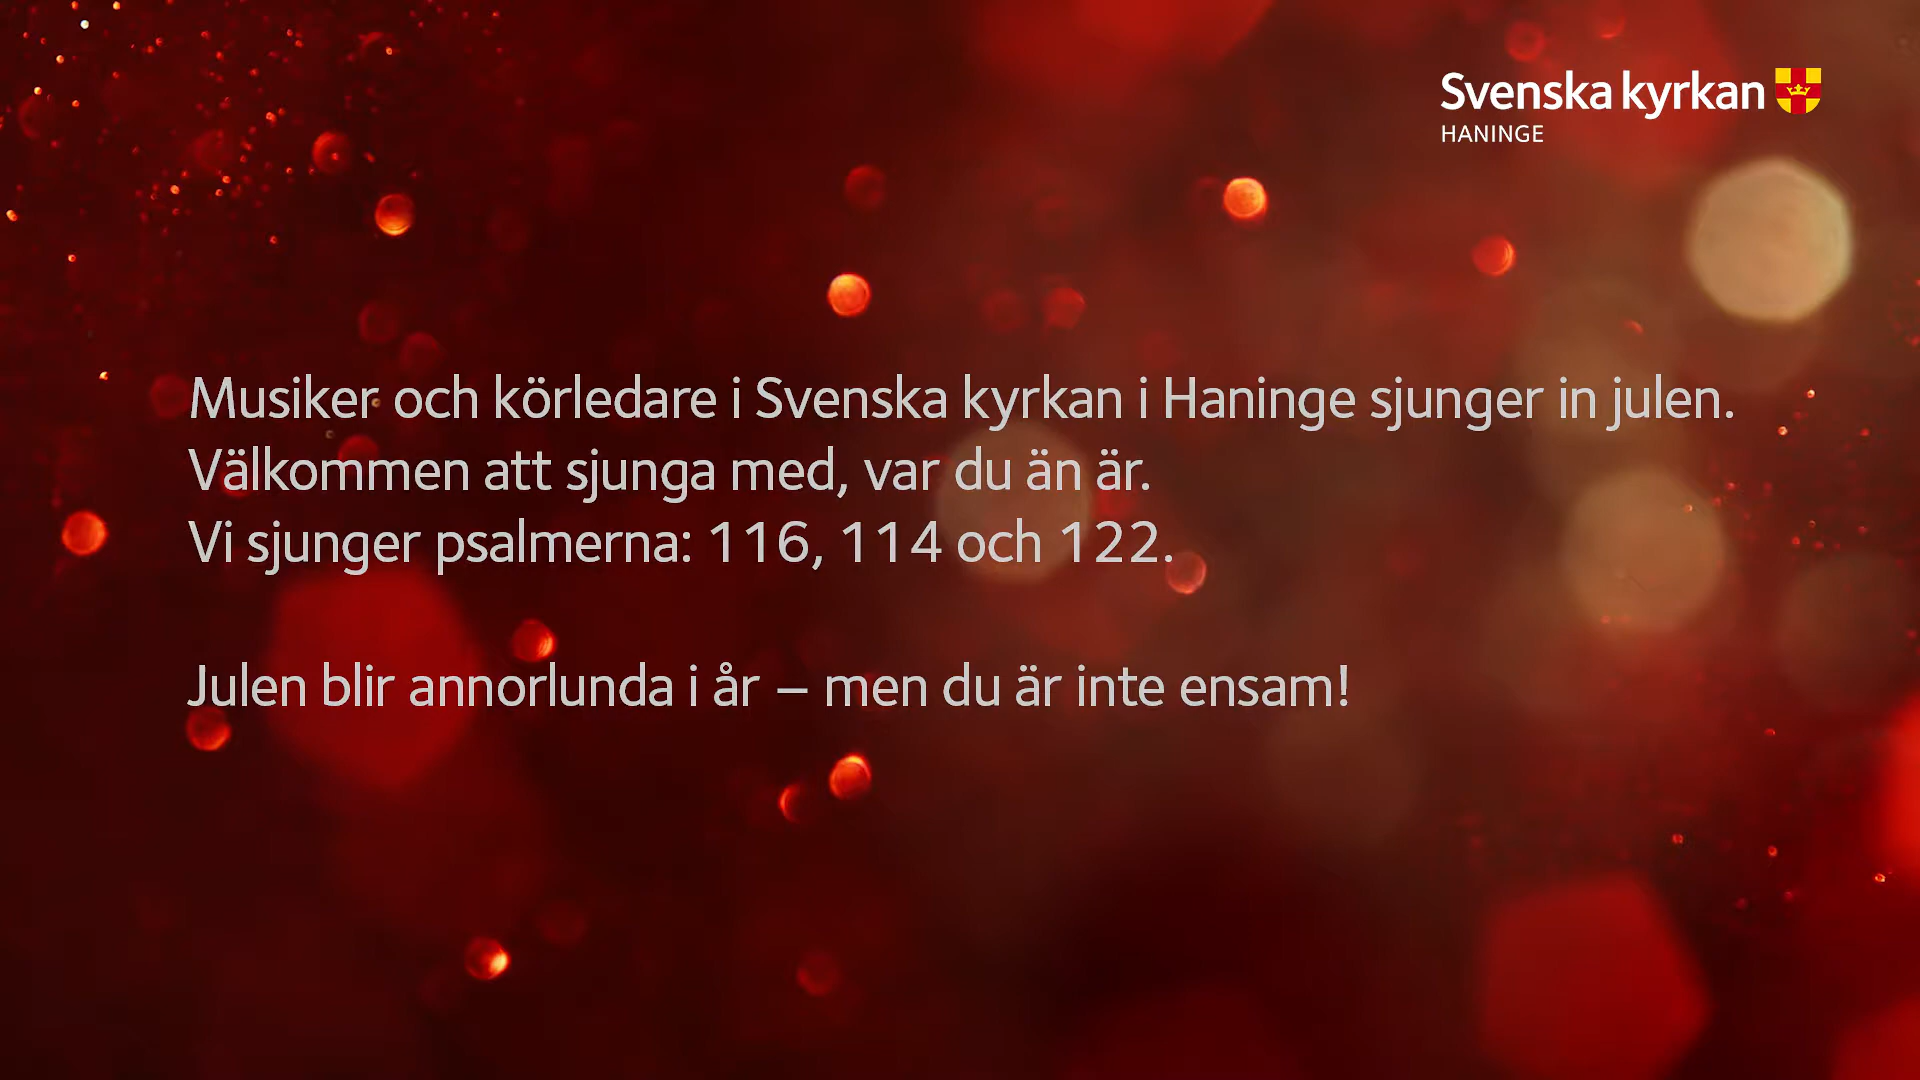 Svenska kyrkan
HANINGE
Musiker och körledare i Svenska kyrkan i Haninge sjunger in julen.
Välkommen att sjunga med, var du än är.
Vi sjunger psalmerna: 116, 114 och 122.
Julen blir annorlunda i år – men du är inte ensam!